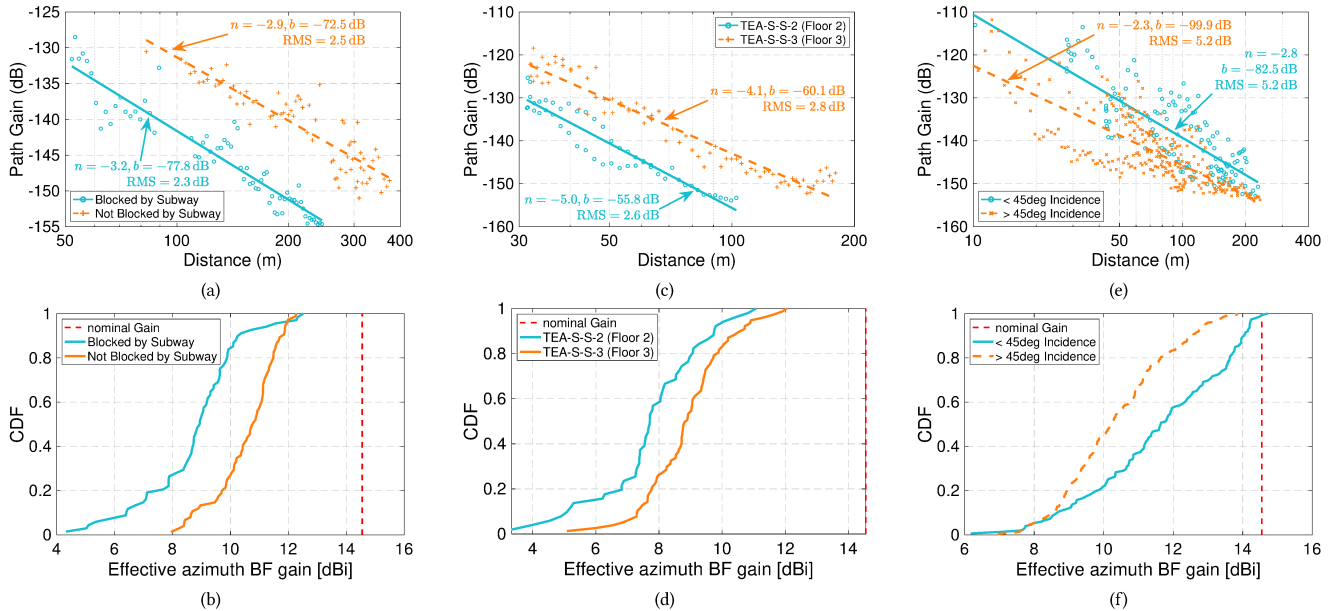 -120
-125
-130
-135
-140
-145
-150
-155
Path Gain (dB)
n = −2.9, b = −72.5 dB
RMS = 2.5 dB
n = −3.2, b = −77.8 dB
RMS = 2.3 dB
Blocked by Subway
Not Blocked by Subway
50 100 200 300 400
Distance (m)
(a)
-110
-120
-130
-140
-150
-160
Path Gain (dB)
TEA-S-S-2 (Floor 2)
TEA-S-S-3 (Floor 3)
n = −4.1, b = −60.1 dB
RMS = 2.8 dB
n = −5.0, b = −55.8 dB
RMS = 2.6 dB
30 50 100 200
Distance (m)
(c)
-110
-120
-130
-140
-150
-160
Path Gain (dB)
n = −2.3, b = −99.9 dB
RMS = 5.2 dB
n = −2.8
b = −82.5 dB
RMS = 5.2 dB
< 45deg Incidence
> 45deg Incidence
10 50 100 200 400
Distance (m)
(e)
1
0.8
0.6
0.4
0.2
0
CDF
nominal Gain
Blocked by Subway
Not Blocked by Subway
4 6 8 10 12 14 16
Effective azimuth BF gain [dBi]
(b)
1
0.8
0.6
0.4
0.2
0
CDF
nominal Gain
TEA-S-S-2 (Floor 2)
TEA-S-S-3 (Floor 3)
4 6 8 10 12 14
Effective azimuth BF gain [dBi]
(d)
1
0.8
0.6
0.4
0.2
0
CDF
nominal Gain
< 45deg Incidence
> 45deg Incidence
6 8 10 12 14 16
Effective azimuth BF gain [dBi]
(f)